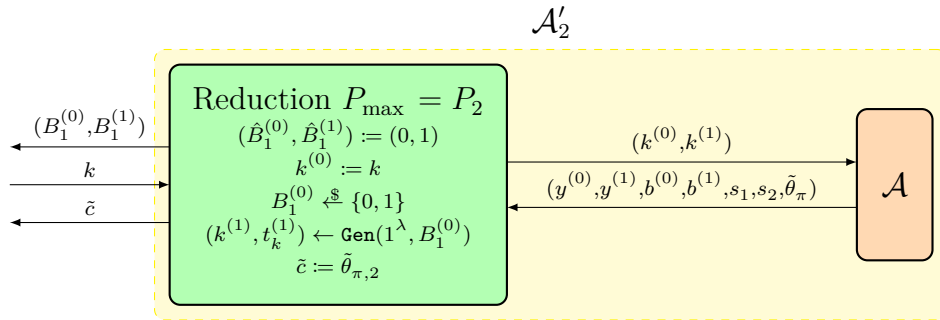 𝒜′₂
Reduction P_max = P₂
(B̂₁⁽⁰⁾, B̂₁⁽¹⁾) := (0, 1)
k⁽⁰⁾ := k
B₁⁽⁰⁾ ←$ {0, 1}
(k⁽¹⁾, t_k⁽¹⁾) ← Gen(1^λ, B₁⁽⁰⁾)
c̃ := θ̃_{π,2}
(B₁⁽⁰⁾,B₁⁽¹⁾)
k
c̃
(k⁽⁰⁾,k⁽¹⁾)
(y⁽⁰⁾,y⁽¹⁾,b⁽⁰⁾,b⁽¹⁾,s₁,s₂,θ̃_π)
𝒜